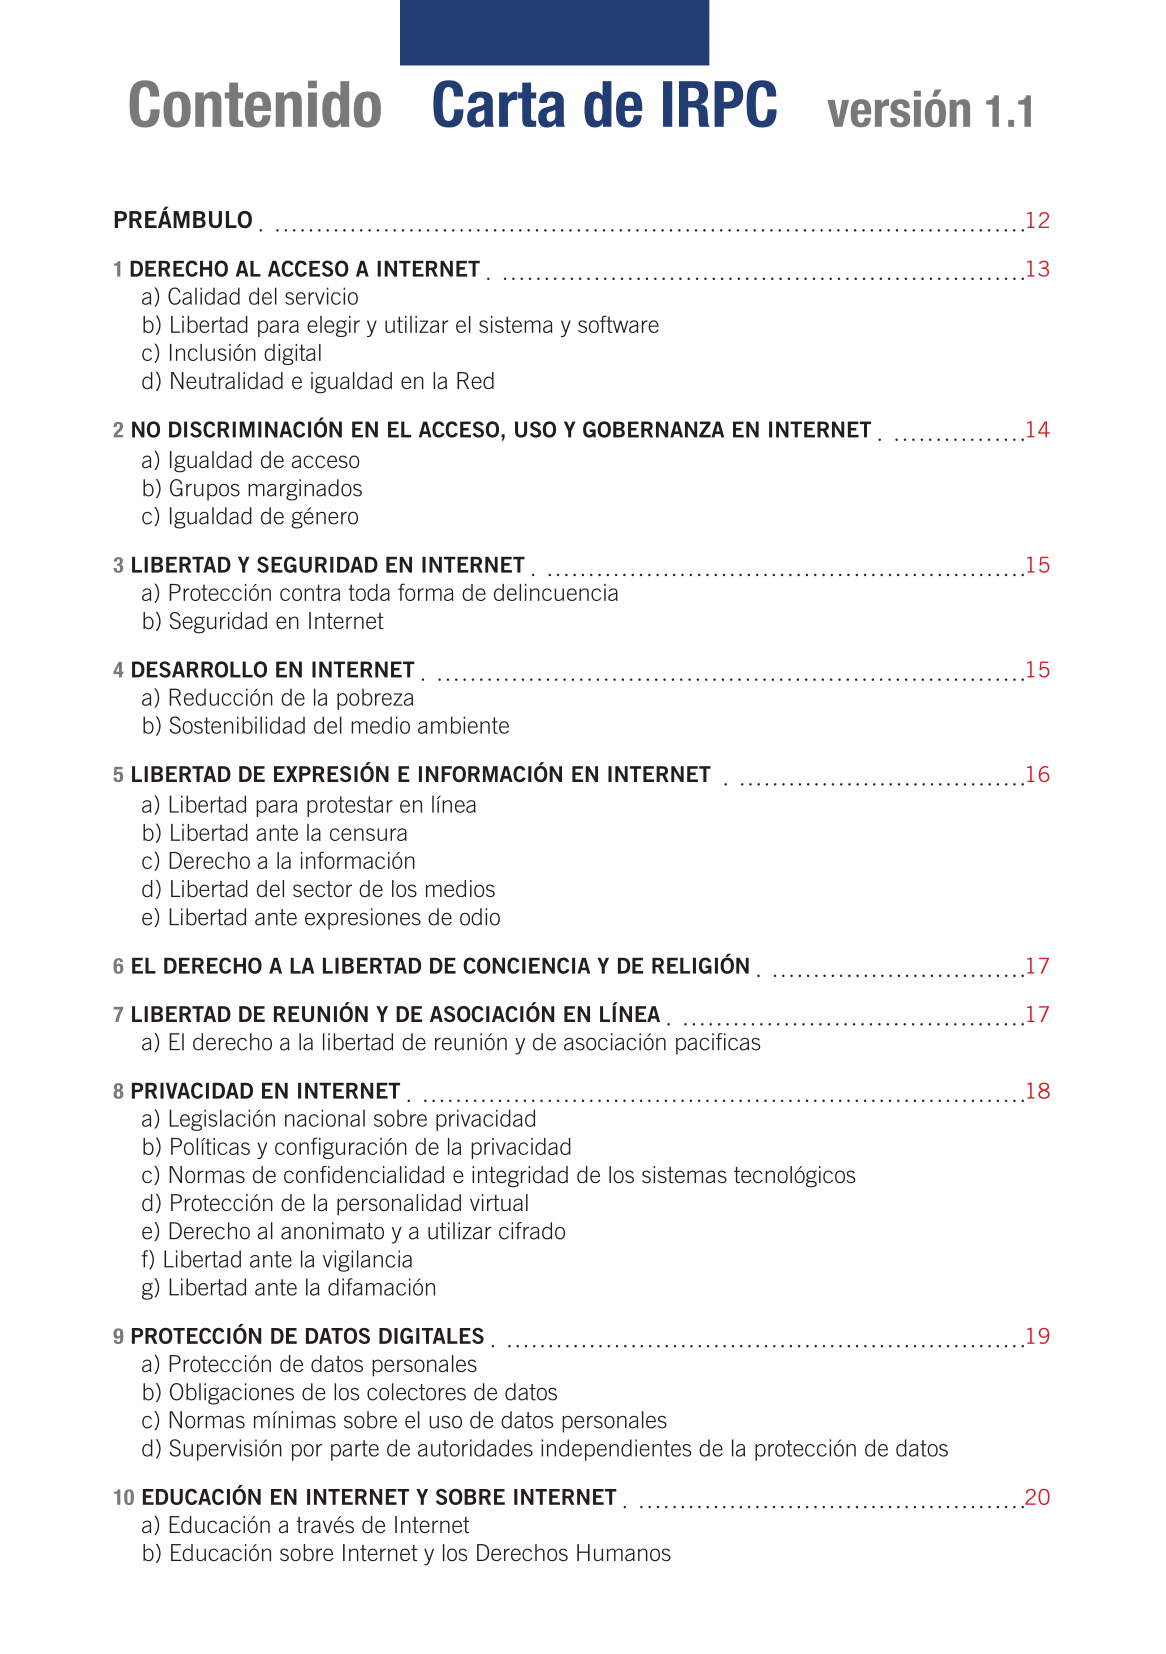 Contenido Carta de IRPC versión 1.1
PREÁMBULO . ........................................................................................... 12
1 DERECHO AL ACCESO A INTERNET . ............................................................... 13
a) Calidad del servicio
b) Libertad para elegir y utilizar el sistema y software
c) Inclusión digital
d) Neutralidad e igualdad en la Red
2 NO DISCRIMINACIÓN EN EL ACCESO, USO Y GOBERNANZA EN INTERNET . ................ 14
a) Igualdad de acceso
b) Grupos marginados
c) Igualdad de género
3 LIBERTAD Y SEGURIDAD EN INTERNET . .......................................................... 15
a) Protección contra toda forma de delincuencia
b) Seguridad en Internet
4 DESARROLLO EN INTERNET . ....................................................................... 15
a) Reducción de la pobreza
b) Sostenibilidad del medio ambiente
5 LIBERTAD DE EXPRESIÓN E INFORMACIÓN EN INTERNET . ................................... 16
a) Libertad para protestar en línea
b) Libertad ante la censura
c) Derecho a la información
d) Libertad del sector de los medios
e) Libertad ante expresiones de odio
6 EL DERECHO A LA LIBERTAD DE CONCIENCIA Y DE RELIGIÓN . ............................... 17
7 LIBERTAD DE REUNIÓN Y DE ASOCIACIÓN EN LÍNEA . .......................................... 17
a) El derecho a la libertad de reunión y de asociación pacificas
8 PRIVACIDAD EN INTERNET . ......................................................................... 18
a) Legislación nacional sobre privacidad
b) Políticas y configuración de la privacidad
c) Normas de confidencialidad e integridad de los sistemas tecnológicos
d) Protección de la personalidad virtual
e) Derecho al anonimato y a utilizar cifrado
f) Libertad ante la vigilancia
g) Libertad ante la difamación
9 PROTECCIÓN DE DATOS DIGITALES . ............................................................... 19
a) Protección de datos personales
b) Obligaciones de los colectores de datos
c) Normas mínimas sobre el uso de datos personales
d) Supervisión por parte de autoridades independientes de la protección de datos
10 EDUCACIÓN EN INTERNET Y SOBRE INTERNET . ............................................... 20
a) Educación a través de Internet
b) Educación sobre Internet y los Derechos Humanos